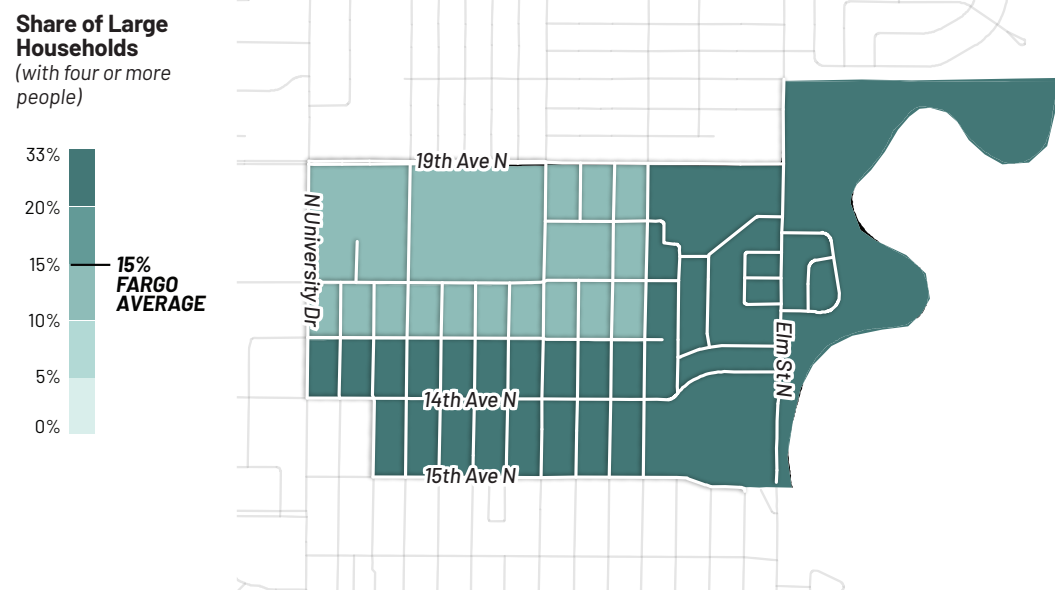 Share of Large
Households
(with four or more
people)
33%
20%
15%
10%
5%
0%
15%
FARGO
AVERAGE
19th Ave N
N University Dr
Elm St N
14th Ave N
15th Ave N